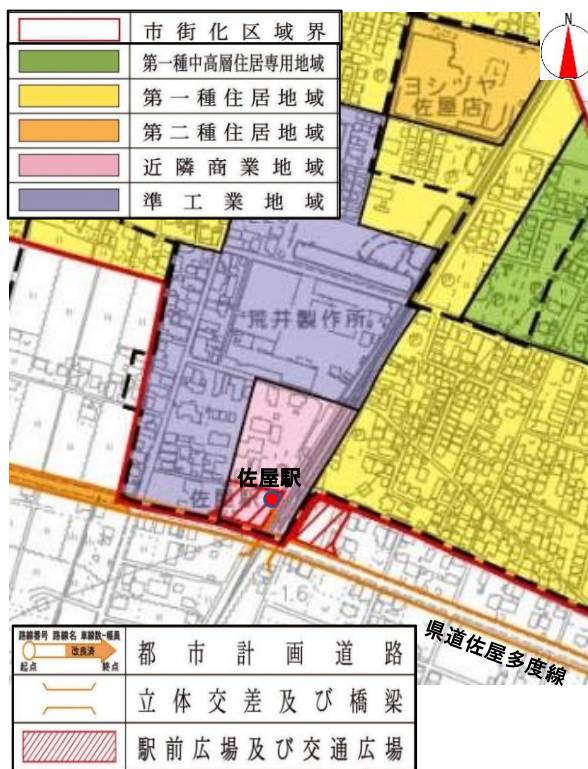 市街化区域界
第一種中高層住居専用地域
第一種住居地域
第二種住居地域
近隣商業地域
準工業地域
N
ヨシヅヤ
佐屋店
荒井製作所
佐屋駅
佐屋
1.6
県道佐屋多度線
路線番号 路線名 車線数-幅員
改良済
起点 終点
都市計画道路
立体交差及び橋梁
駅前広場及び交通広場